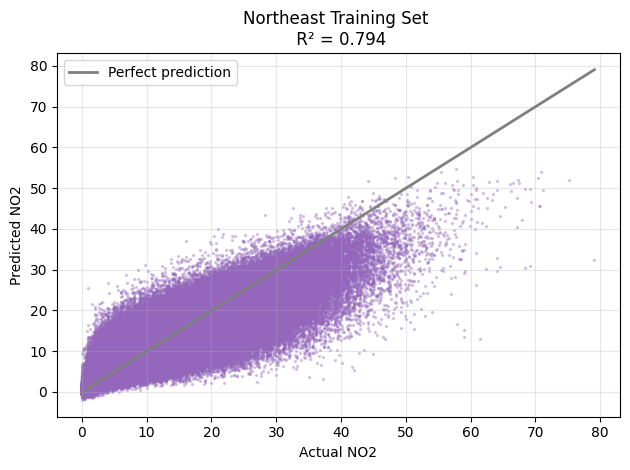 Northeast Training Set
R² = 0.794
Perfect prediction
80
70
60
50
40
30
20
10
0
Predicted NO2
0 10 20 30 40 50 60 70 80
Actual NO2